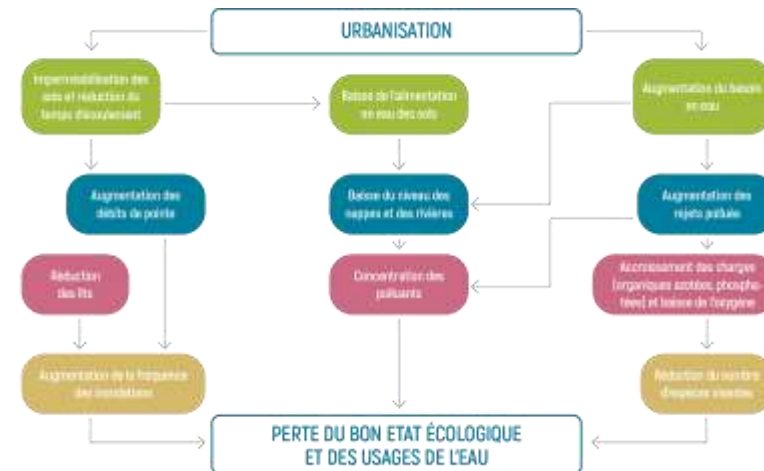 URBANISATION
Imperméabilisation des
sols et réduction du
temps d'écoulement
Baisse de l'alimentation
en eau des sols
Augmentation du besoin
en eau
Augmentation des
débits de pointe
Baisse du niveau des
nappes et des rivières
Augmentation des
rejets pollués
Réduction
des lits
Concentration des
polluants
Accroissement des charges
(organiques azotées, phospha-
tées) et baisse de l'oxygène
Augmentation de la fréquence
des inondations
Réduction du nombre
d'espèces vivantes
PERTE DU BON ETAT ÉCOLOGIQUE
ET DES USAGES DE L'EAU